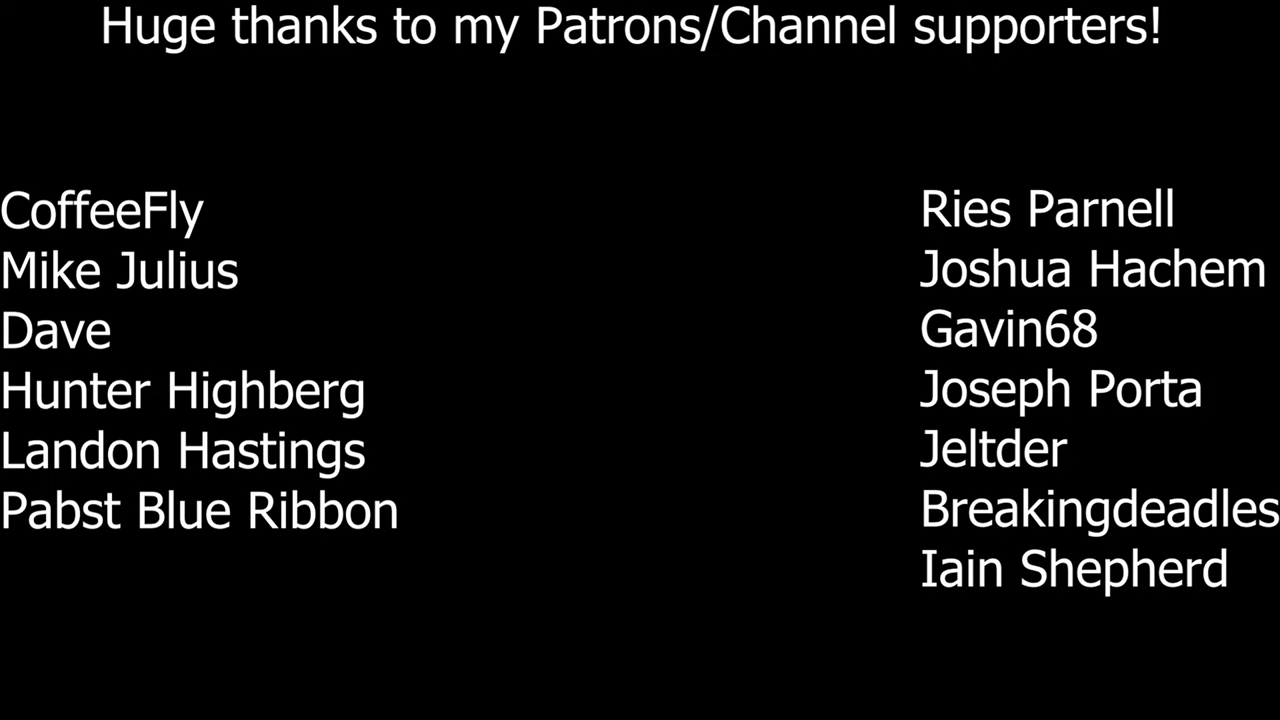 Huge thanks to my Patrons/Channel supporters!
CoffeeFly
Mike Julius
Dave
Hunter Highberg
Landon Hastings
Pabst Blue Ribbon
Ries Parnell
Joshua Hachem
Gavin68
Joseph Porta
Jeltder
Breakingdeadles
Iain Shepherd